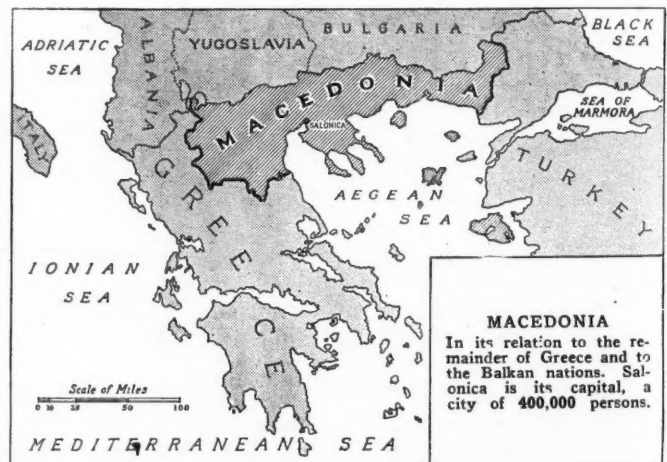 ADRIATIC
SEA
ALBANIA
YUGOSLAVIA
BULGARIA
BLACK
SEA
MACEDONIA
SALONICA
SEA OF
MARMORA
ITALY
GREECE
AEGEAN
SEA
TURKEY
IONIAN
SEA
Scale of Miles
0 10 25 50 100
MEDITERRANEAN SEA
MACEDONIA
In its relation to the re-
mainder of Greece and to
the Balkan nations. Sal-
onica is its capital, a
city of 400,000 persons.